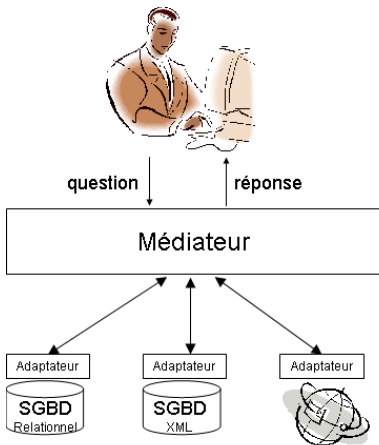 question
réponse
Médiateur
Adaptateur
Adaptateur
Adaptateur
SGBD
Relationnel
SGBD
XML